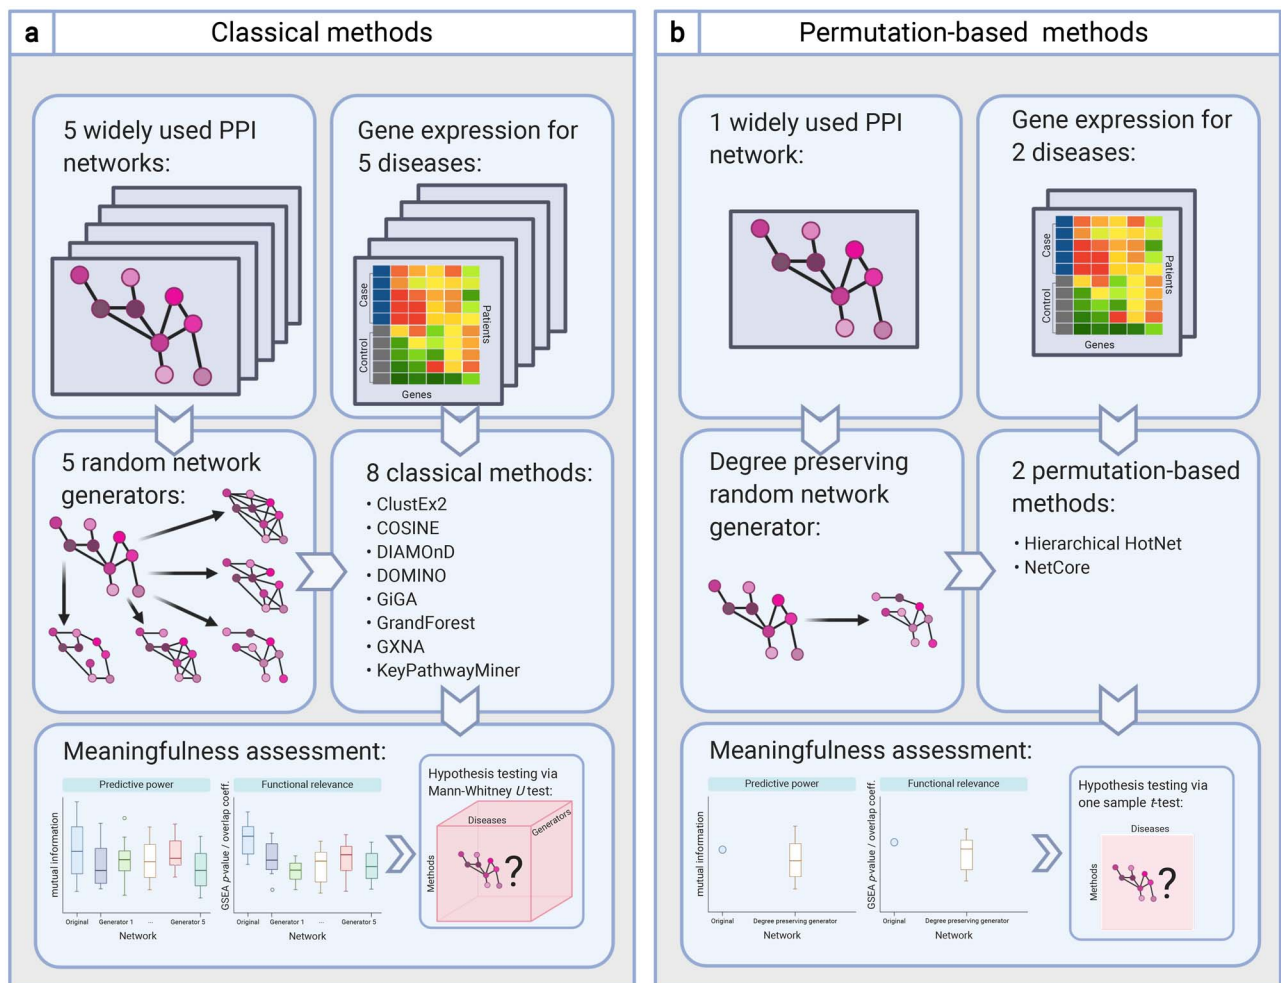 a
Classical methods
5 widely used PPI
networks:
Gene expression for
5 diseases:
Case
Control
Patients
Genes
5 random network
generators:
8 classical methods:
• ClustEx2
• COSINE
• DIAMOnD
• DOMINO
• GiGA
• GrandForest
• GXNA
• KeyPathwayMiner
Meaningfulness assessment:
Predictive power
mutual information
Original
Generator 1
...
Generator 5
Network
Functional relevance
GSEA p-value / overlap coeff.
Original
Generator 1
...
Generator 5
Network
Hypothesis testing via
Mann-Whitney U test:
Diseases
Generators
Methods
?
b
Permutation-based methods
1 widely used PPI
network:
Gene expression for
2 diseases:
Case
Control
Patients
Genes
Degree preserving
random network
generator:
2 permutation-based
methods:
• Hierarchical HotNet
• NetCore
Meaningfulness assessment:
Predictive power
mutual information
Original
Degree preserving generator
Network
Functional relevance
GSEA p-value / overlap coeff.
Original
Degree preserving generator
Network
Hypothesis testing via
one sample t-test:
Diseases
Methods
?